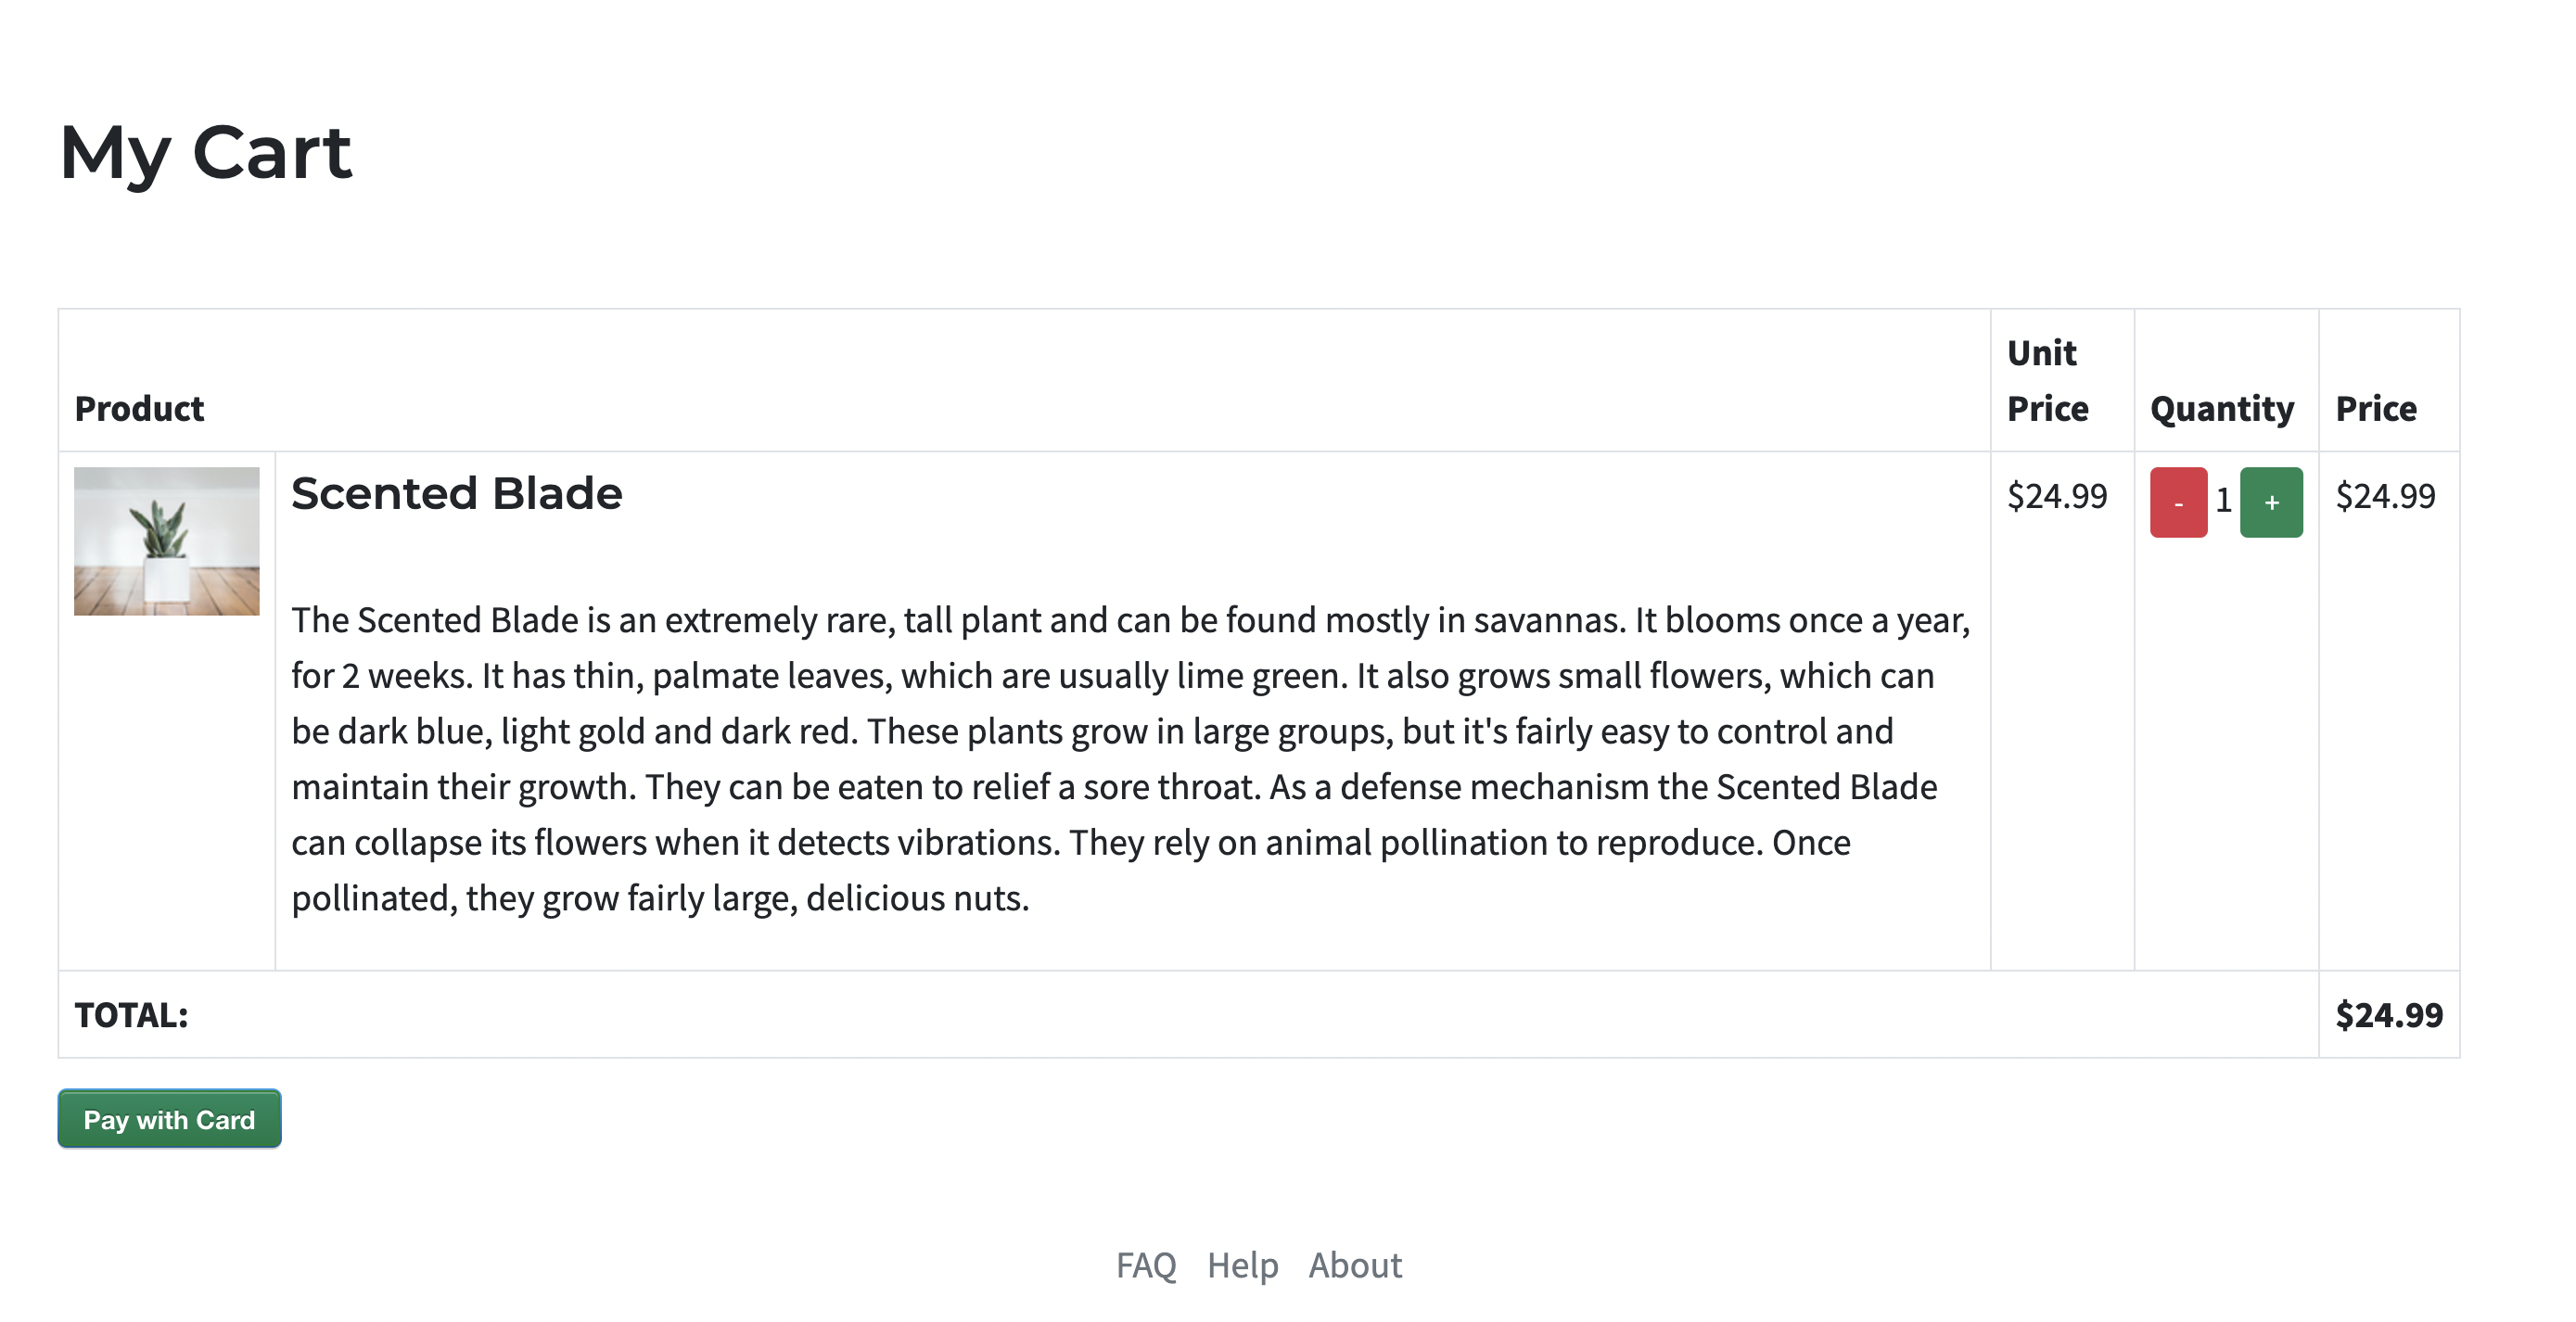 My Cart
Product
Unit
Price
Quantity
Price
Scented Blade
$24.99
- 1 +
$24.99
The Scented Blade is an extremely rare, tall plant and can be found mostly in savannas. It blooms once a year,
for 2 weeks. It has thin, palmate leaves, which are usually lime green. It also grows small flowers, which can
be dark blue, light gold and dark red. These plants grow in large groups, but it's fairly easy to control and
maintain their growth. They can be eaten to relief a sore throat. As a defense mechanism the Scented Blade
can collapse its flowers when it detects vibrations. They rely on animal pollination to reproduce. Once
pollinated, they grow fairly large, delicious nuts.
TOTAL:
$24.99
Pay with Card
FAQ Help About